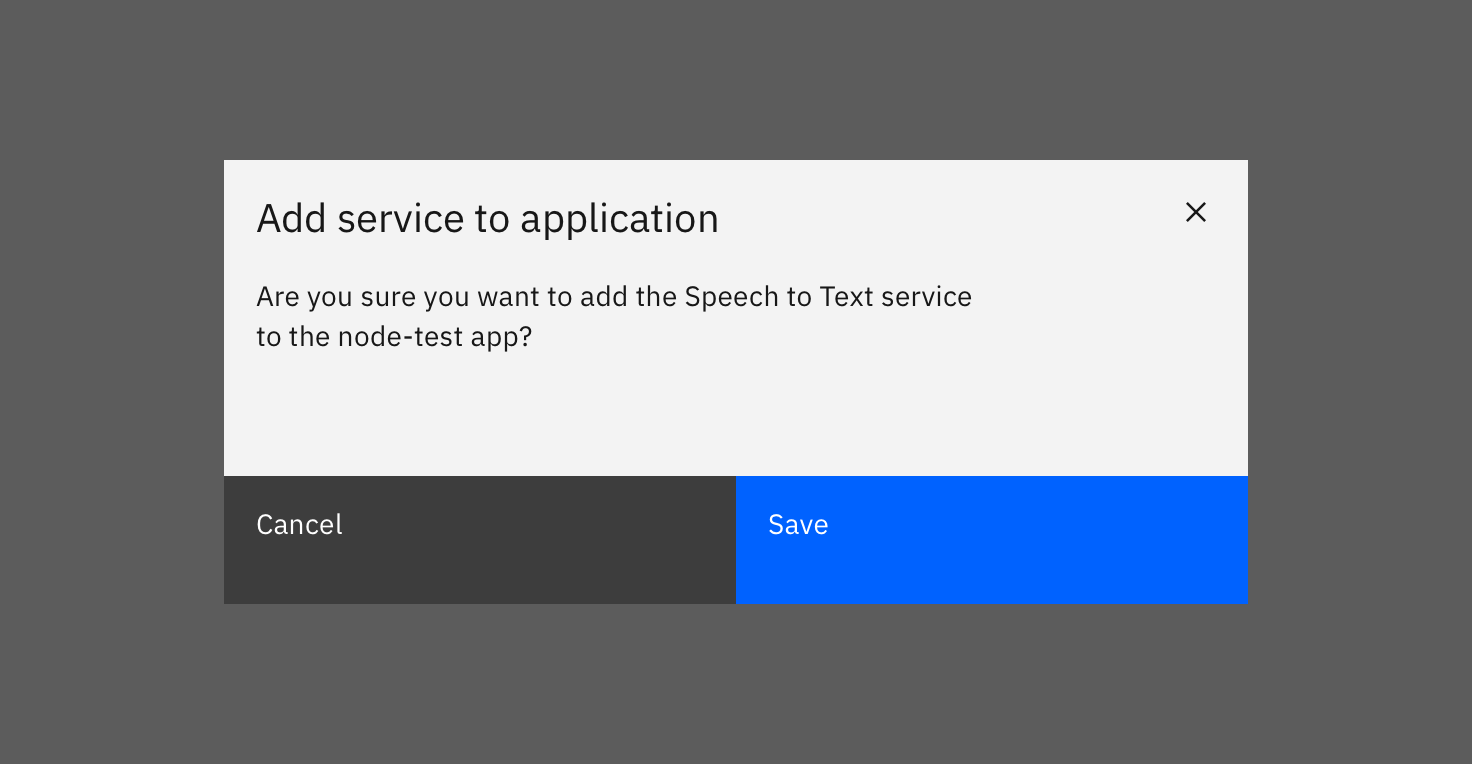 Add service to application
Are you sure you want to add the Speech to Text service
to the node-test app?
Cancel
Save